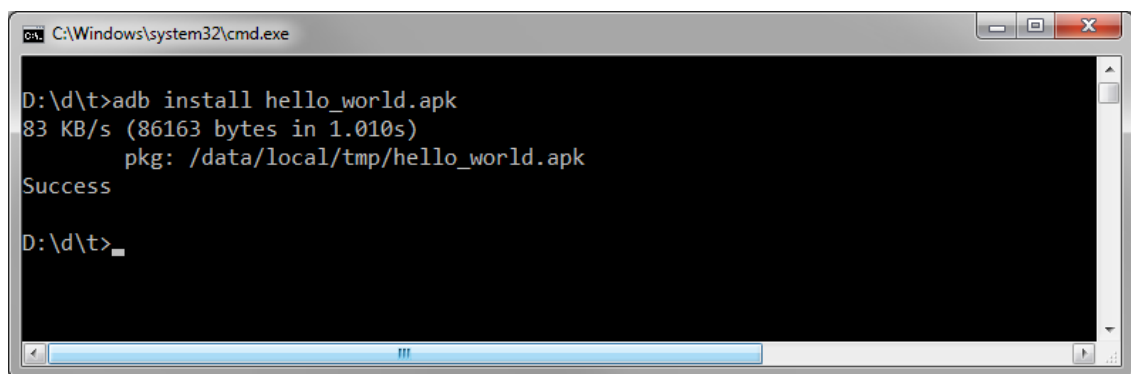 C:\Windows\system32\cmd.exe
D:\d\t>adb install hello_world.apk
83 KB/s (86163 bytes in 1.010s)
        pkg: /data/local/tmp/hello_world.apk
Success
D:\d\t>